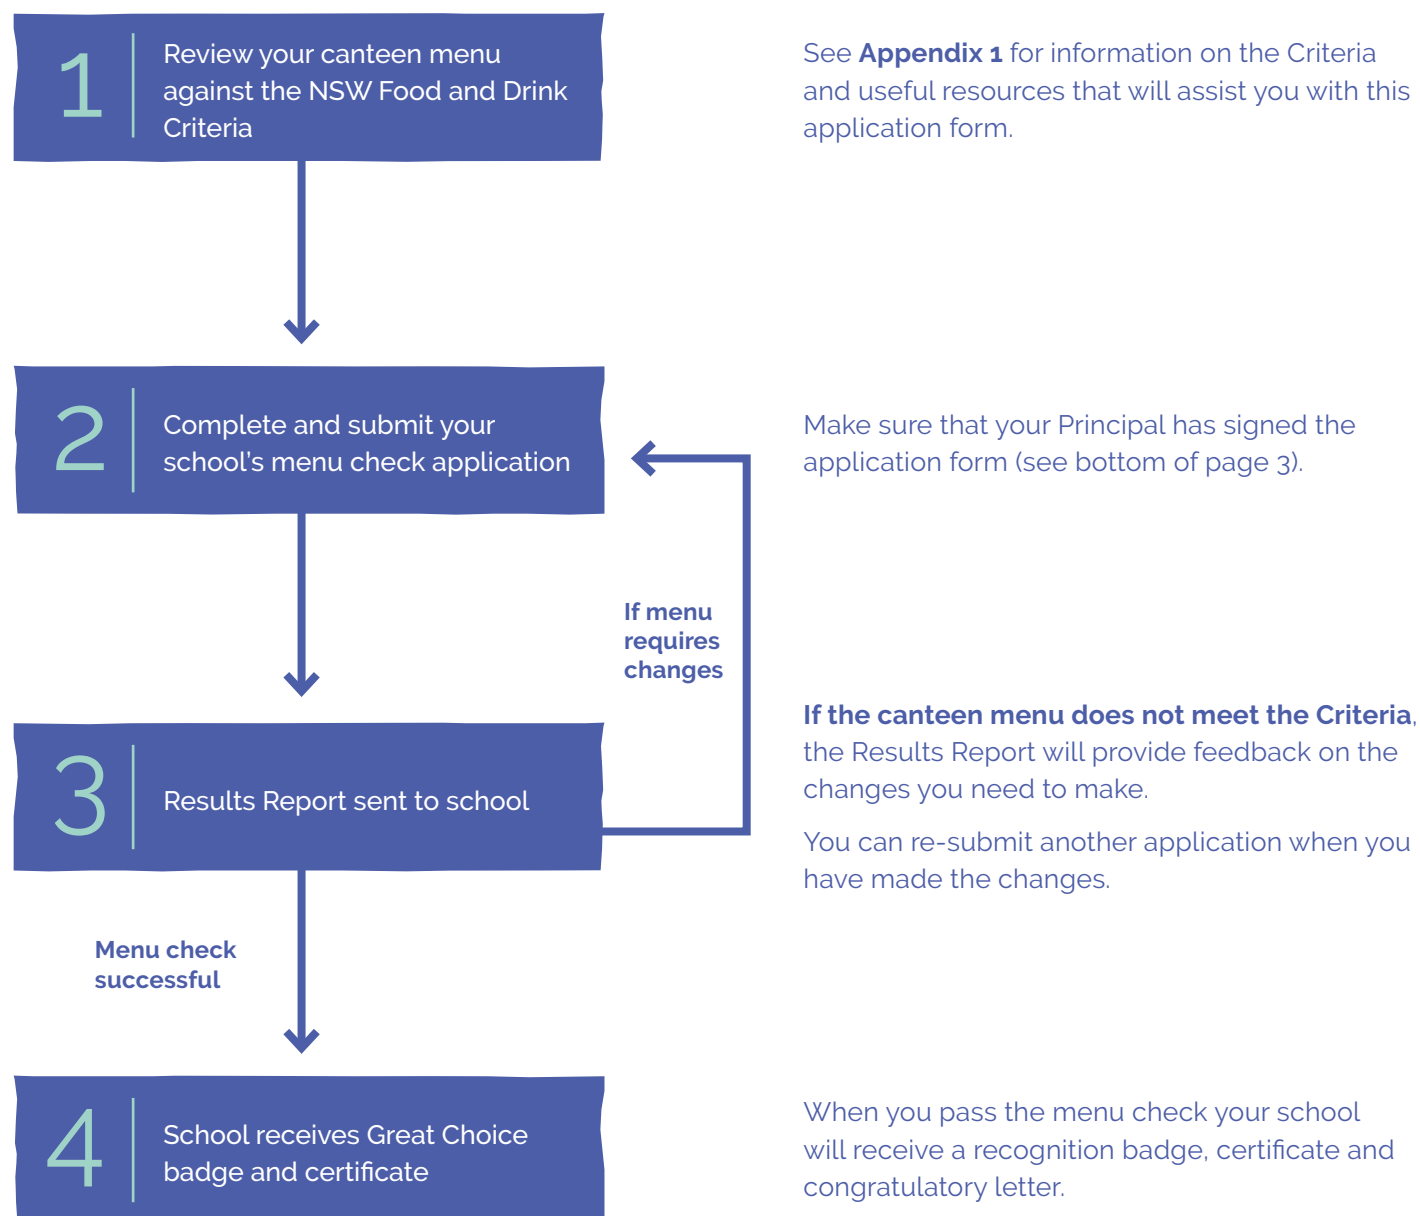 1
Review your canteen menu
against the NSW Food and Drink
Criteria
See Appendix 1 for information on the Criteria
and useful resources that will assist you with this
application form.
2
Complete and submit your
school's menu check application
Make sure that your Principal has signed the
application form (see bottom of page 3).
If menu
requires
changes
3
Results Report sent to school
If the canteen menu does not meet the Criteria,
the Results Report will provide feedback on the
changes you need to make.
You can re-submit another application when you
have made the changes.
Menu check
successful
4
School receives Great Choice
badge and certificate
When you pass the menu check your school
will receive a recognition badge, certificate and
congratulatory letter.